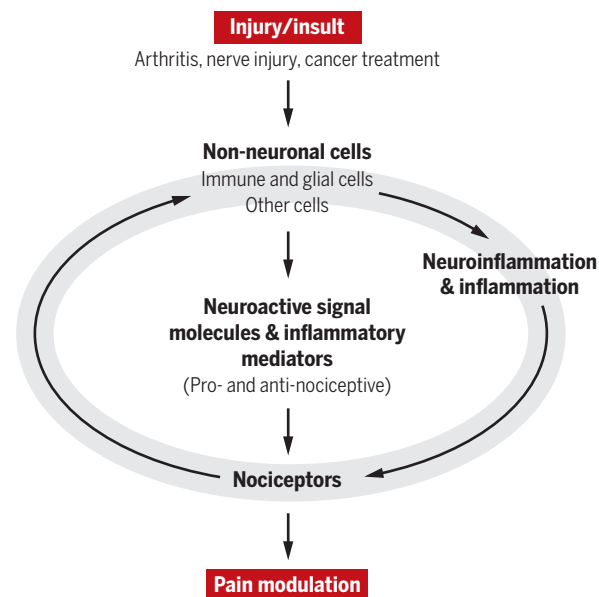 Injury/insult
Arthritis, nerve injury, cancer treatment
Non-neuronal cells
Immune and glial cells
Other cells
Neuroinflammation
& inflammation
Neuroactive signal
molecules & inflammatory
mediators
(Pro- and anti-nociceptive)
Nociceptors
Pain modulation